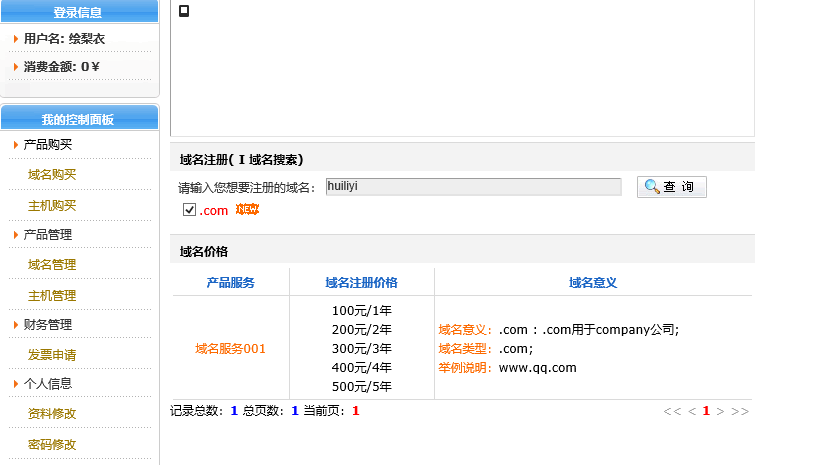 登录信息
用户名: 绘梨衣
消费金额: 0￥
我的控制面板
产品购买
域名购买
主机购买
产品管理
域名管理
主机管理
财务管理
发票申请
个人信息
资料修改
密码修改
域名注册( I 域名搜索)
请输入您想要注册的域名: huiliyi 查 询
.com NEW
域名价格
产品服务 域名注册价格 域名意义
域名服务001
100元/1年
200元/2年
300元/3年
400元/4年
500元/5年
域名意义: .com : .com用于company公司;
域名类型: .com;
举例说明: www.qq.com
记录总数: 1 总页数: 1 当前页: 1 << < 1 > >>